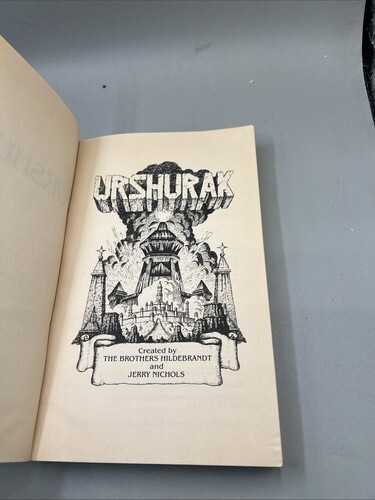 URSHURAK
Created by
THE BROTHERS HILDEBRANDT
and
JERRY NICHOLS